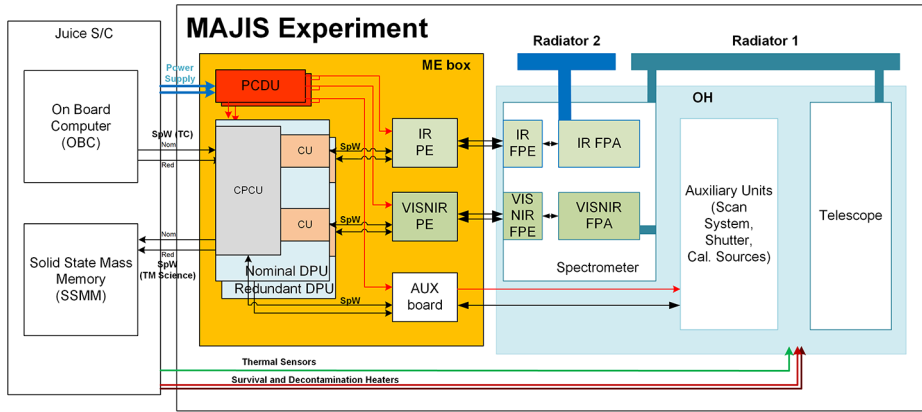 MAJIS Experiment
Juice S/C
Radiator 2
Radiator 1
ME box
Power
Supply
PCDU
OH
On Board
Computer
(OBC)
SpW (TC)
Nom
Red
CU
SpW
IR
PE
IR
FPE
IR FPA
CPCU
Auxiliary Units
(Scan
System,
Shutter,
Cal. Sources)
Telescope
CU
SpW
VISNIR
PE
VIS
NIR
FPE
VISNIR
FPA
Solid State Mass
Memory
(SSMM)
Nom
Red
SpW
(TM Science)
Nominal DPU
Redundant DPU
Spectrometer
SpW
AUX
board
Thermal Sensors
Survival and Decontamination Heaters